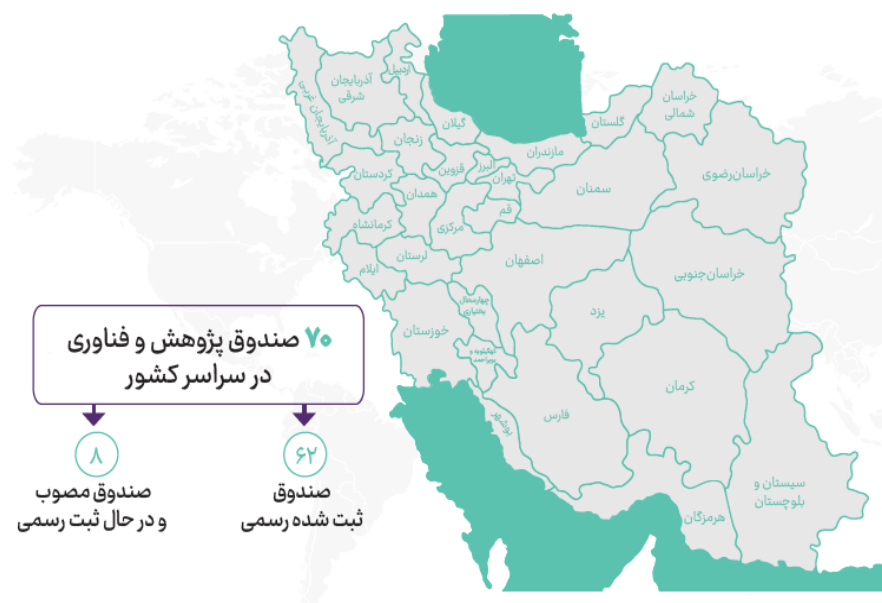 اردبیل
آذربایجان
شرقی
آذربایجان غربی
گیلان
زنجان
کردستان
قزوین
البرز
تهران
مازندران
گلستان
خراسان
شمالی
خراسان‌رضوی
سمنان
همدان
قم
مرکزی
کرمانشاه
لرستان
ایلام
اصفهان
خراسان‌جنوبی
چهارمحال
بختیاری
یزد
خوزستان
کهگیلویه و
بویراحمد
کرمان
فارس
بوشهر
سیستان و
بلوچستان
هرمزگان
۷۰ صندوق پژوهش و فناوری
در سراسر کشور
۶۲
صندوق
ثبت شده رسمی
۸
صندوق مصوب
و در حال ثبت رسمی